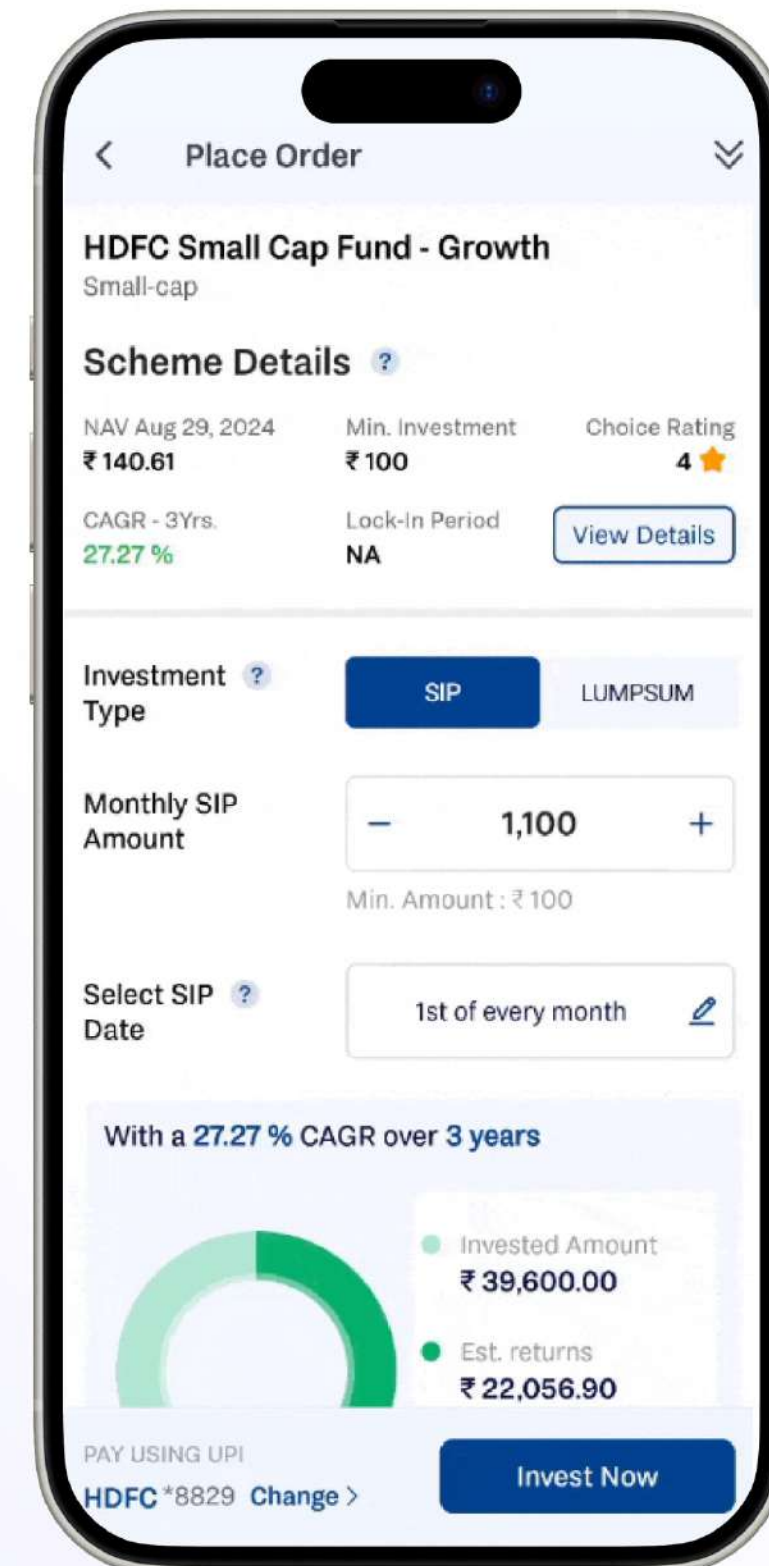 Place Order
HDFC Small Cap Fund - Growth
Small-cap
Scheme Details ?
NAV Aug 29, 2024 Min. Investment Choice Rating
₹ 140.61 ₹ 100 4
CAGR - 3Yrs. Lock-In Period View Details
27.27 % NA
Investment ? SIP LUMPSUM
Type
Monthly SIP − 1,100 +
Amount
Min. Amount : ₹ 100
Select SIP ? 1st of every month
Date
With a 27.27 % CAGR over 3 years
Invested Amount
₹ 39,600.00
Est. returns
₹ 22,056.90
PAY USING UPI Invest Now
HDFC *8829 Change >